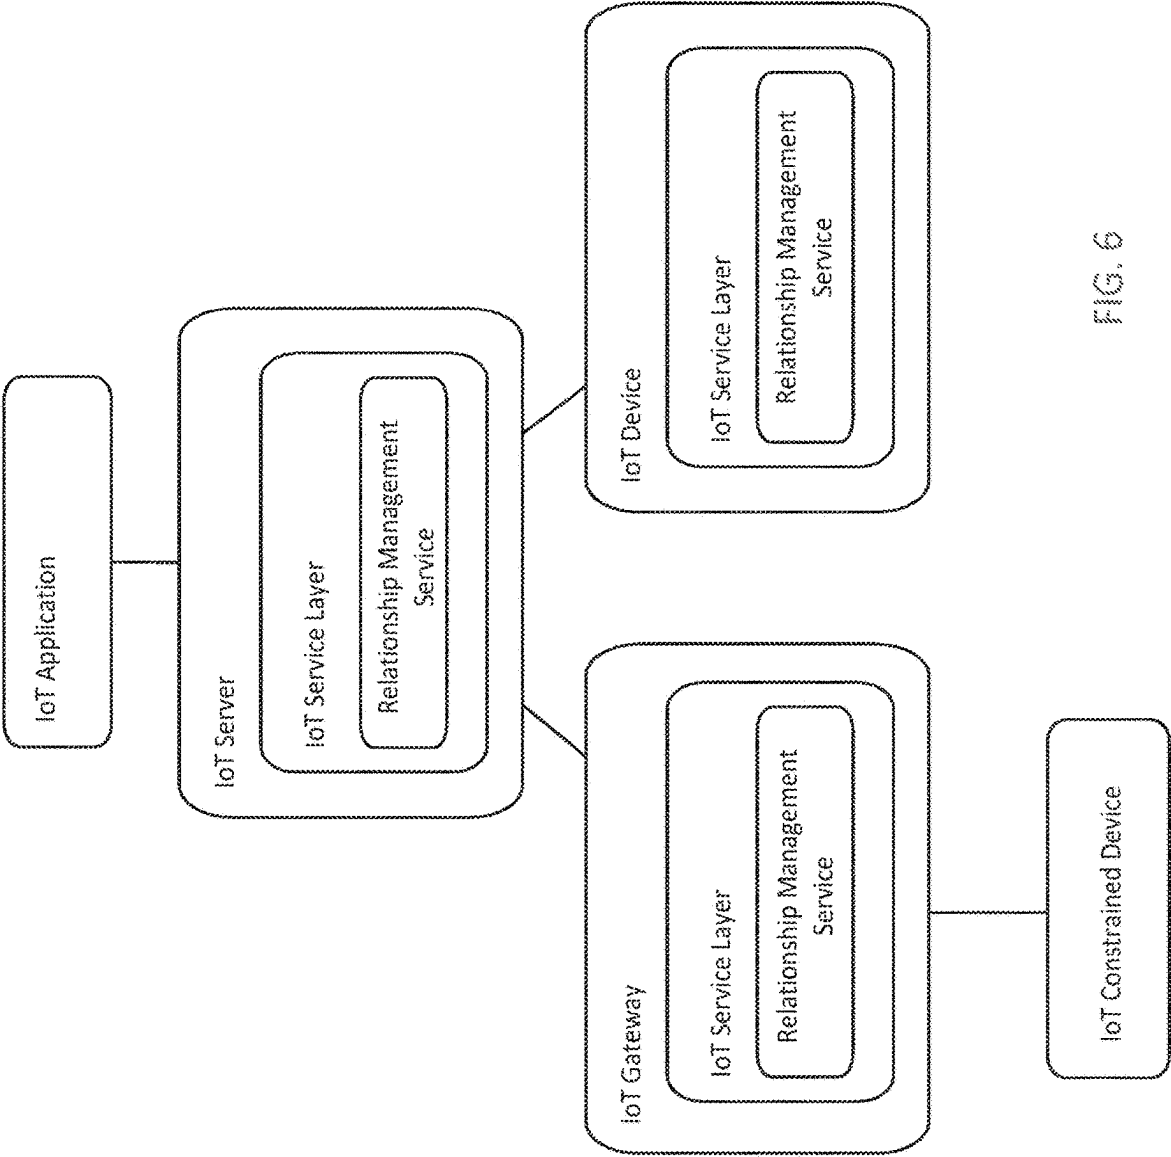 IoT Application
IoT Server
IoT Service Layer
Relationship Management
Service
IoT Gateway
IoT Service Layer
Relationship Management
Service
IoT Device
IoT Service Layer
Relationship Management
Service
IoT Constrained Device
FIG. 6